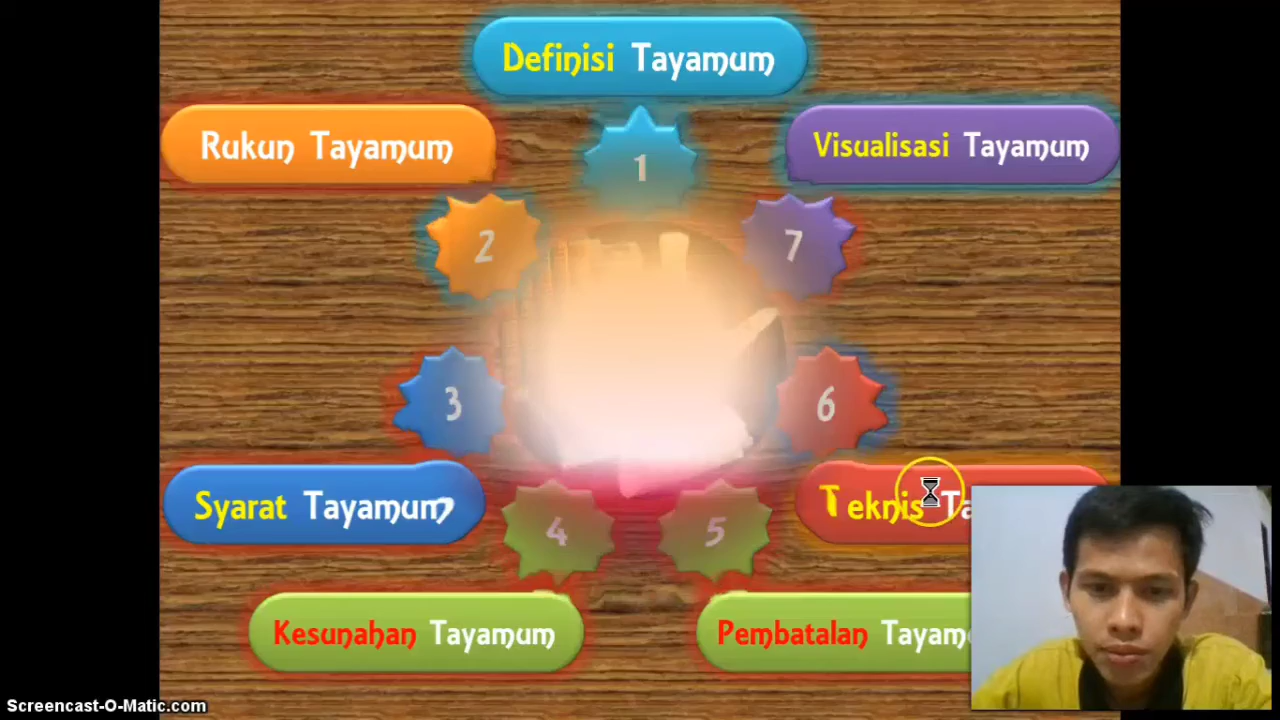 Definisi Tayamum
Rukun Tayamum
Visualisasi Tayamum
1
2
7
3
6
Syarat Tayamum
Teknis
4
5
Kesunahan Tayamum
Pembatalan
Screencast-O-Matic.com